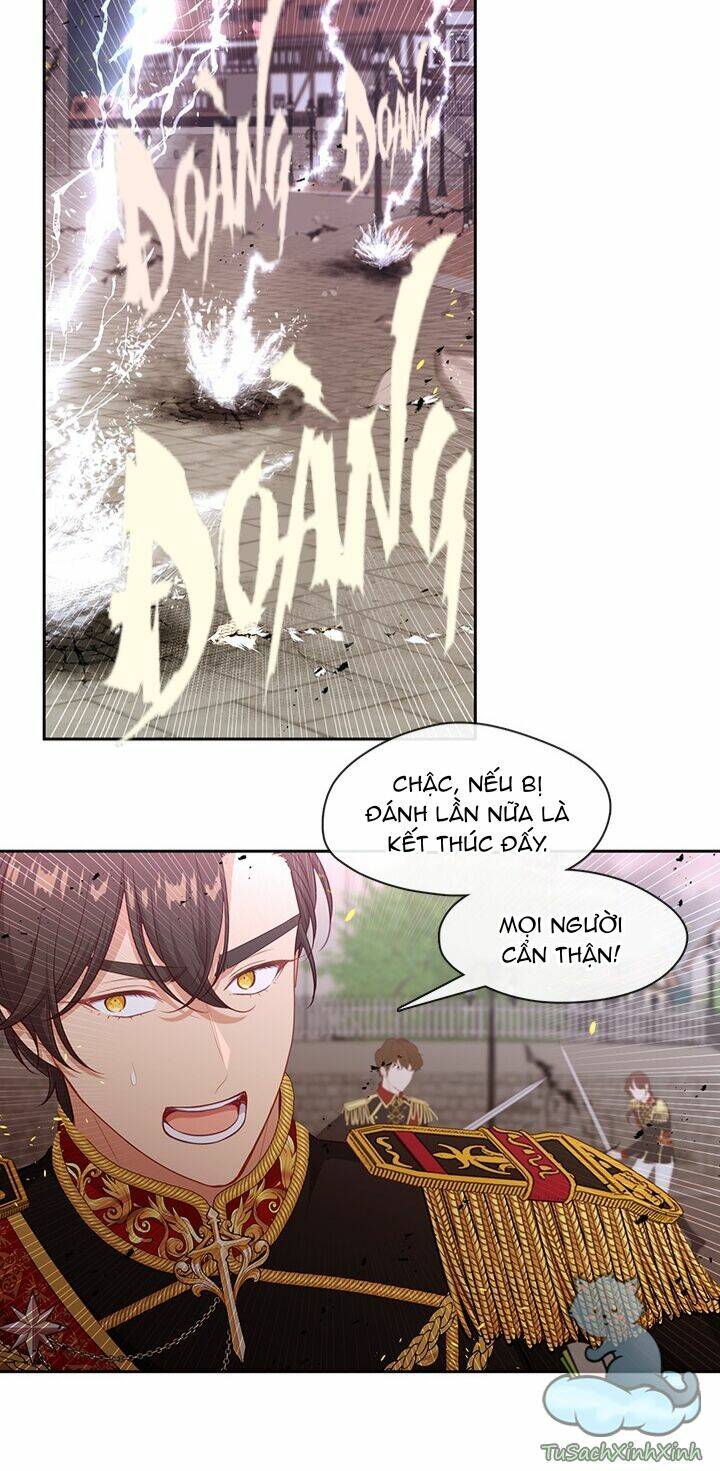 ĐOÀNG
ĐOÀNG
ĐOÀNG
CHẬC, NẾU BỊ
ĐÁNH LẦN NỮA LÀ
KẾT THÚC ĐẤY.
MỌI NGƯỜI
CẨN THẬN!
TuSachXinhXinh